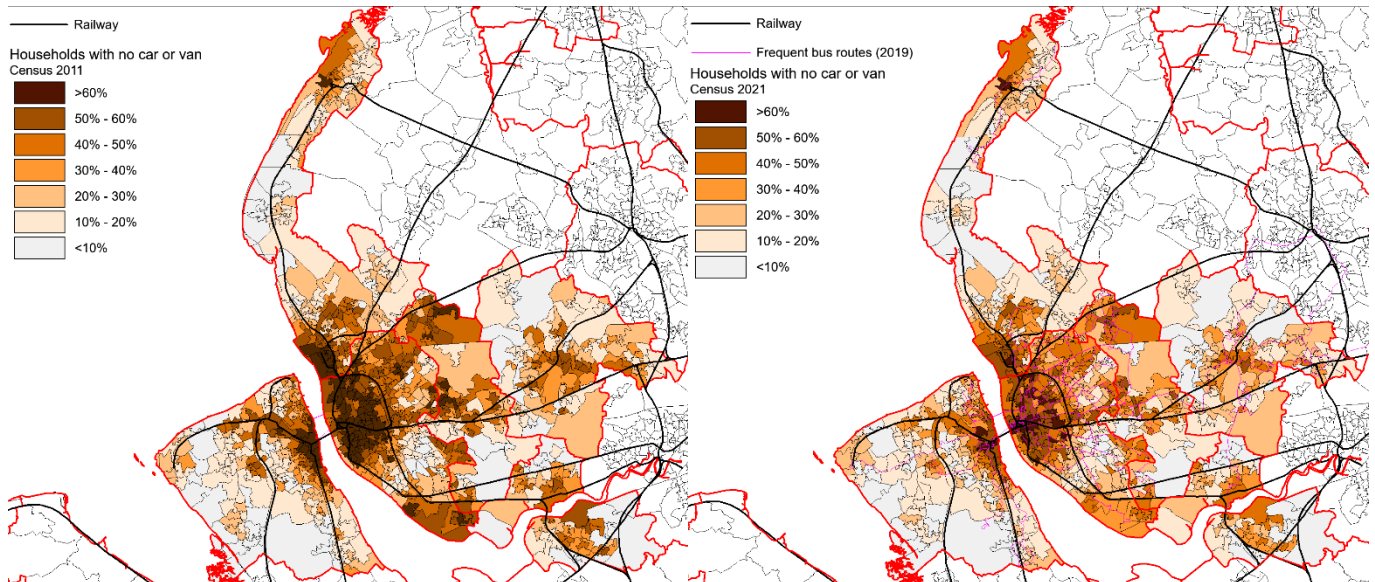 Railway
Households with no car or van
Census 2011
>60%
50% - 60%
40% - 50%
30% - 40%
20% - 30%
10% - 20%
<10%
Railway
Frequent bus routes (2019)
Households with no car or van
Census 2021
>60%
50% - 60%
40% - 50%
30% - 40%
20% - 30%
10% - 20%
<10%